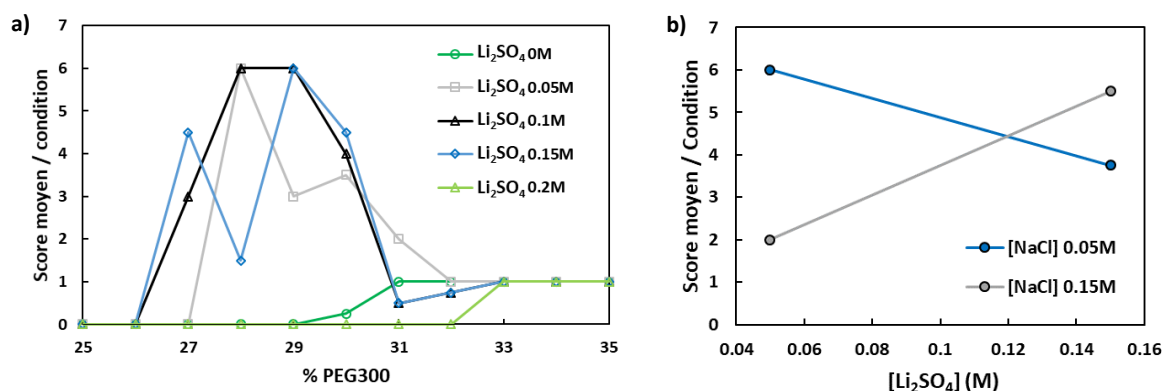 a)
Score moyen / condition
7
6
5
4
3
2
1
0
25 27 29 31 33 35
% PEG300
Li₂SO₄ 0M
Li₂SO₄ 0.05M
Li₂SO₄ 0.1M
Li₂SO₄ 0.15M
Li₂SO₄ 0.2M
b)
Score moyen / Condition
7
6
5
4
3
2
1
0
0.04 0.06 0.08 0.1 0.12 0.14 0.16
[Li₂SO₄] (M)
[NaCl] 0.05M
[NaCl] 0.15M